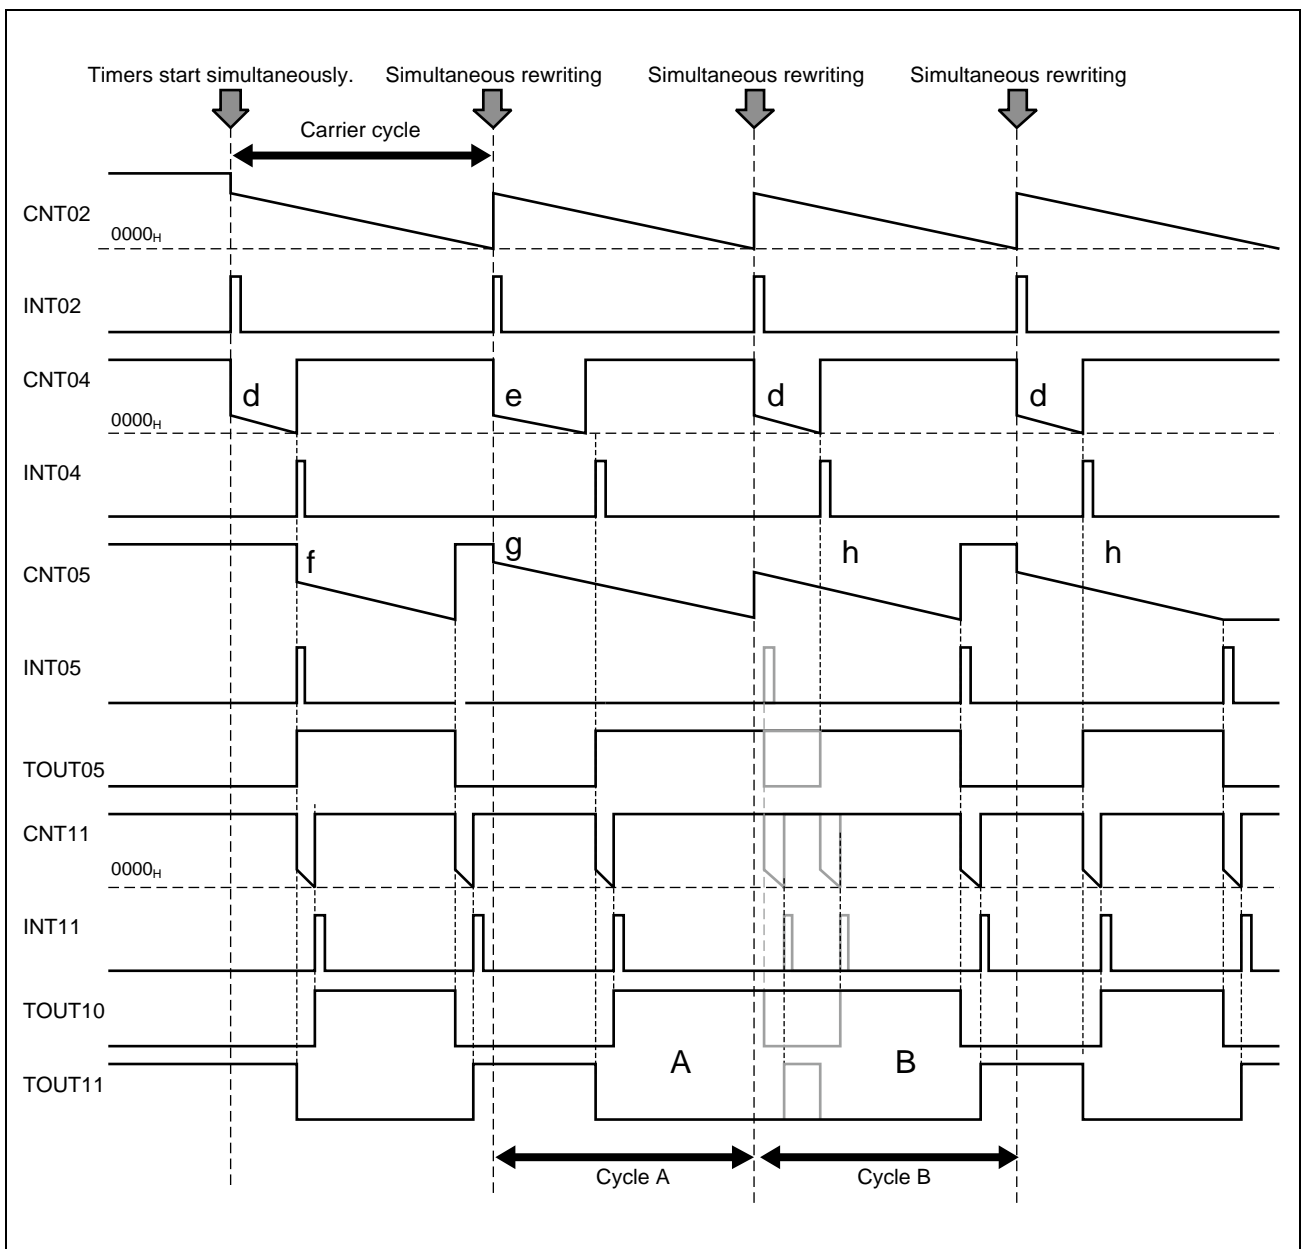 Timers start simultaneously. Simultaneous rewriting Simultaneous rewriting Simultaneous rewriting
Carrier cycle
CNT02
0000H
INT02
CNT04
d e d d
0000H
INT04
CNT05
f g h h
INT05
TOUT05
CNT11
0000H
INT11
TOUT10
A B
TOUT11
Cycle A Cycle B